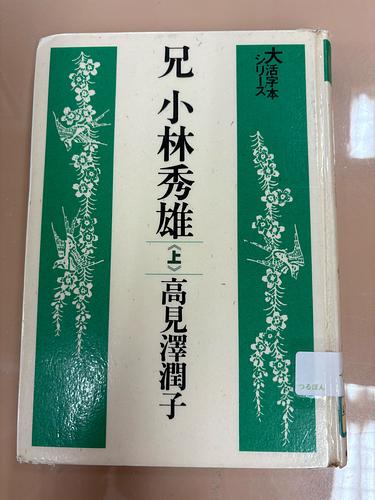 大活字本
シリーズ
兄 小林秀雄
《上》
高見澤潤子
つるぼん